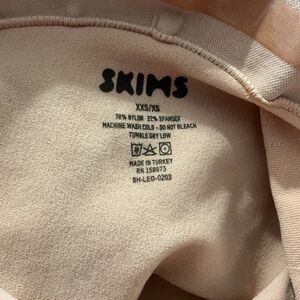 SKIMS
XXS/XS
78% NYLON 22% SPANDEX
MACHINE WASH COLD - DO NOT BLEACH
TUMBLE DRY LOW
MADE IN TURKEY
RN 158973
SH-LEG-0203